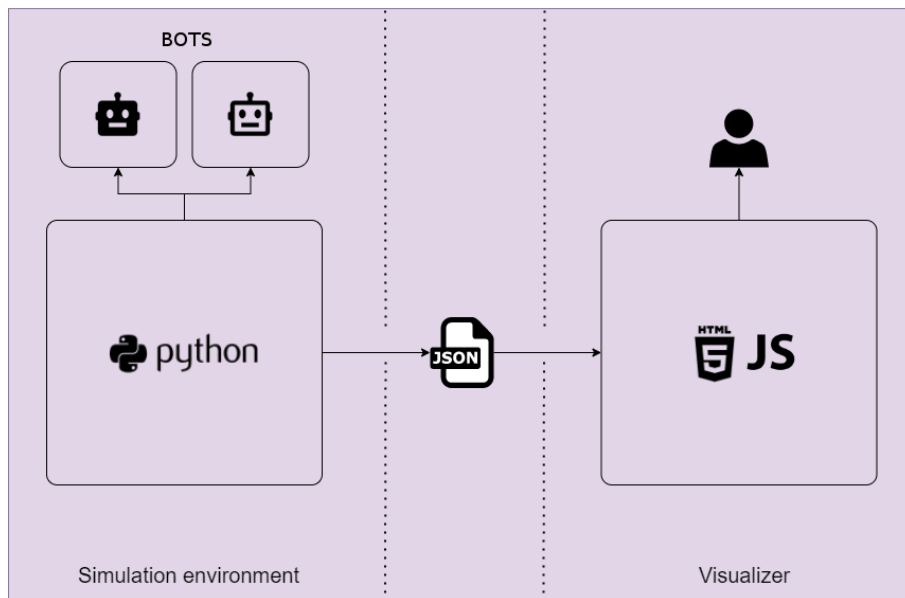 BOTS
python
JSON
HTML
5
JS
Simulation environment
Visualizer